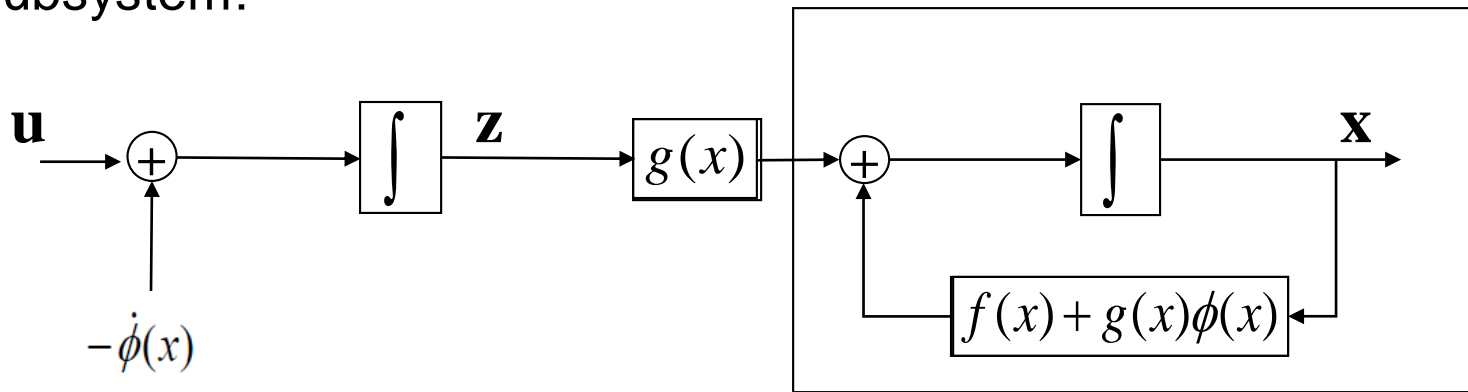 ubsystem:
u + ∫ z g(x) + ∫ x
f(x) + g(x)ϕ(x)
−ϕ̇(x)